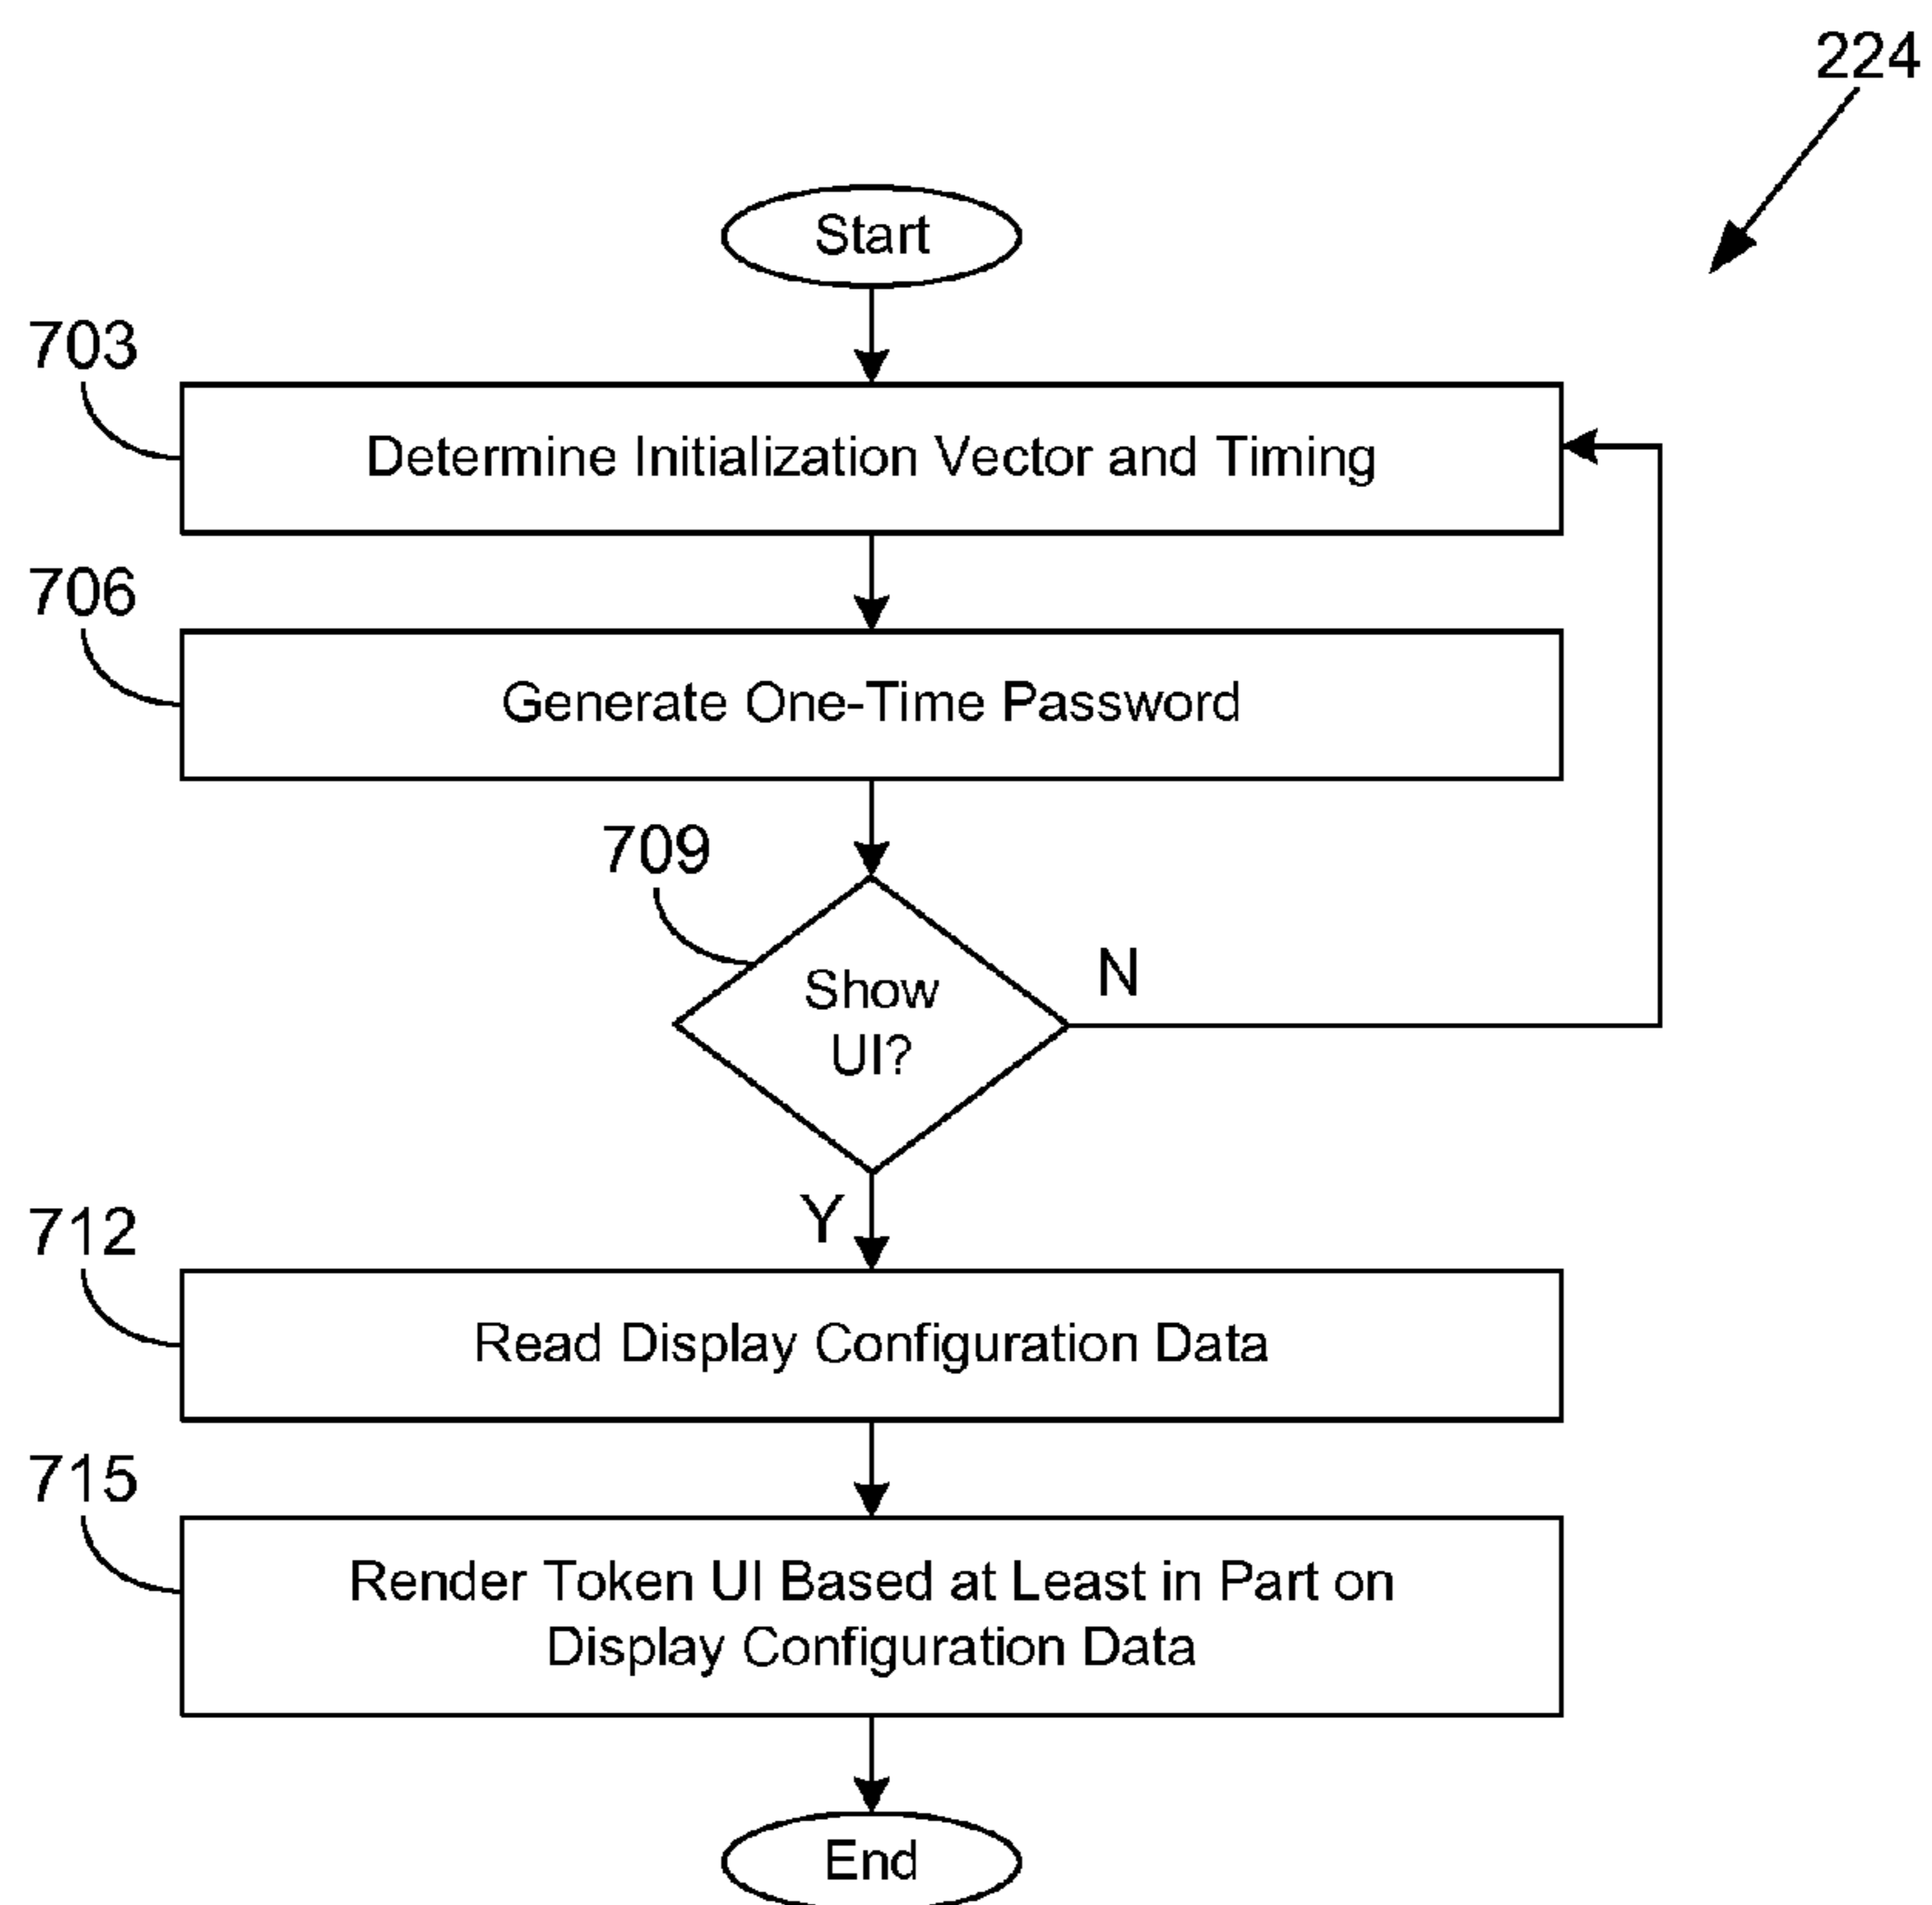 224
Start
703
Determine Initialization Vector and Timing
706
Generate One-Time Password
709
Show
UI?
N
Y
712
Read Display Configuration Data
715
Render Token UI Based at Least in Part on
Display Configuration Data
End